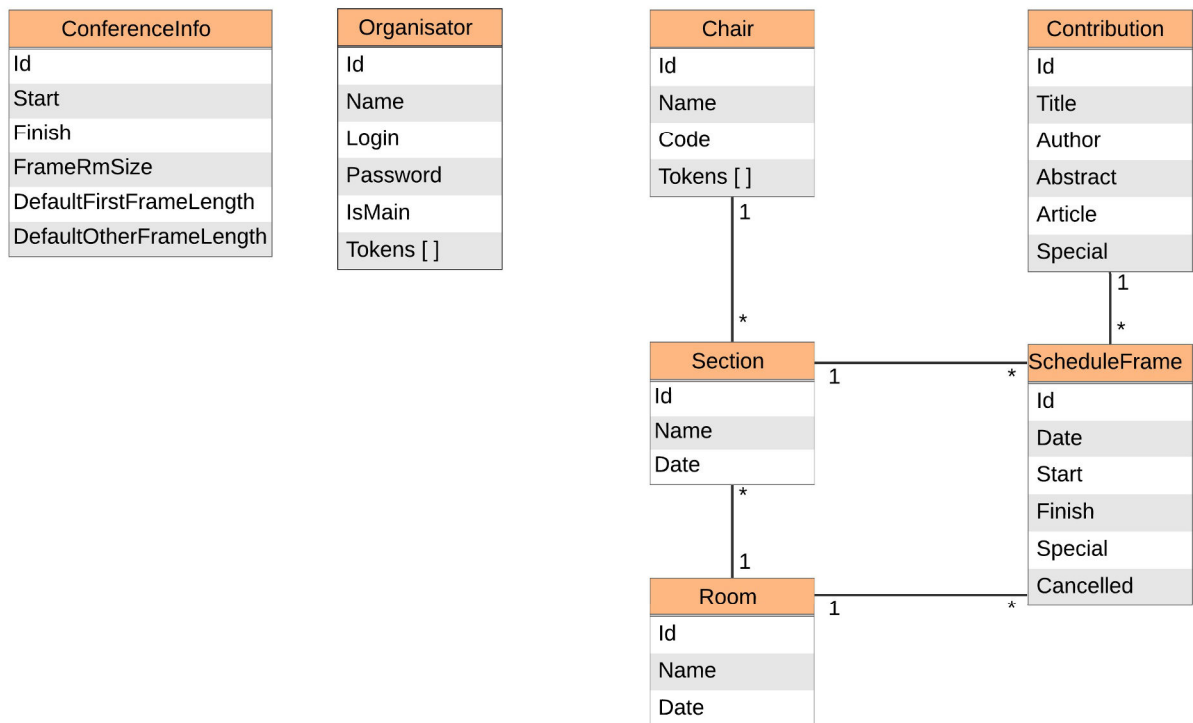 ConferenceInfo
Id
Start
Finish
FrameRmSize
DefaultFirstFrameLength
DefaultOtherFrameLength
Organisator
Id
Name
Login
Password
IsMain
Tokens [ ]
Chair
Id
Name
Code
Tokens [ ]
1
*
Contribution
Id
Title
Author
Abstract
Article
Special
1
*
Section
Id
Name
Date
1
*
*
1
ScheduleFrame
Id
Date
Start
Finish
Special
Cancelled
Room
Id
Name
Date
1
*